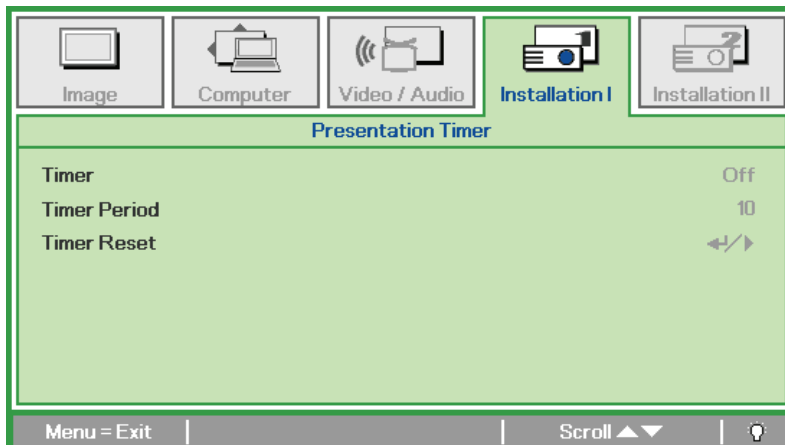 Image
Computer
Video / Audio
Installation I
Installation II
Presentation Timer
Timer Off
Timer Period 10
Timer Reset ↵/▶
Menu = Exit Scroll ▲▼